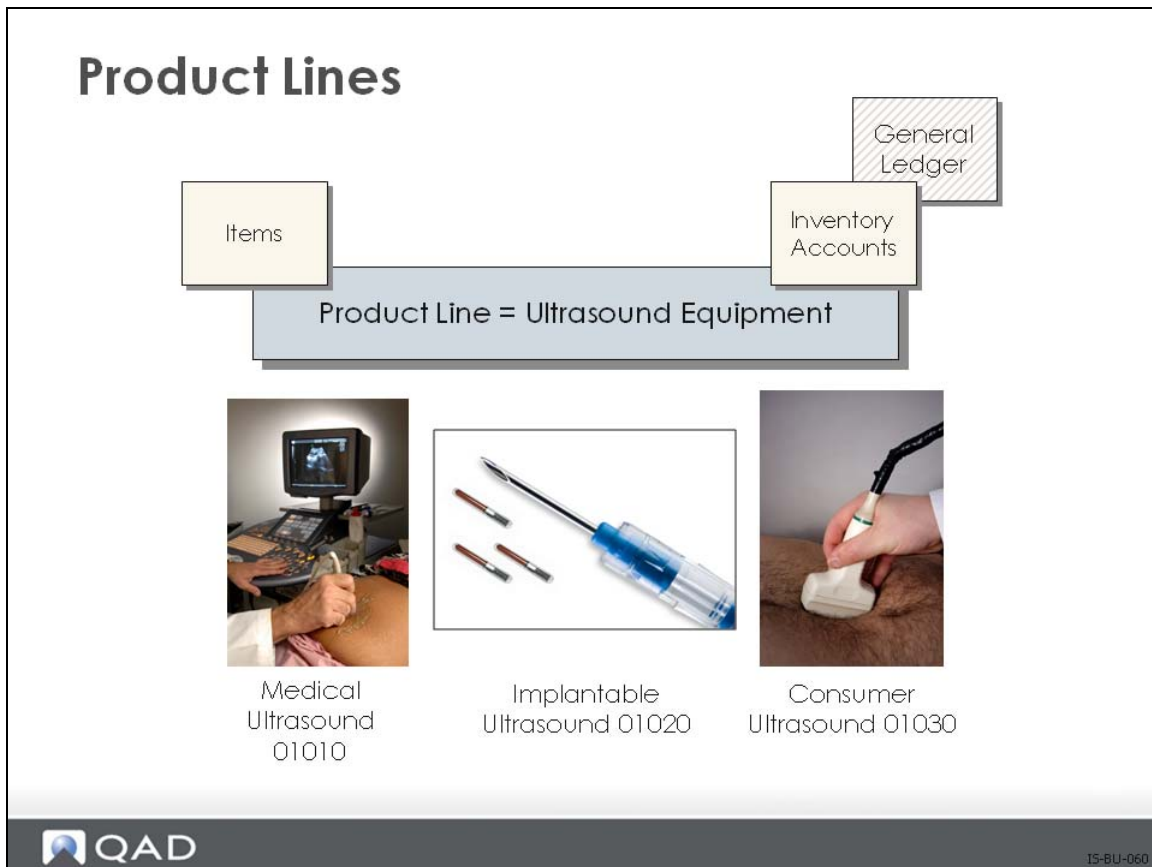 Product Lines
General
Ledger
Items
Inventory
Accounts
Product Line = Ultrasound Equipment
Medical
Ultrasound
01010
Implantable
Ultrasound 01020
Consumer
Ultrasound 01030
QAD
IS-BU-060